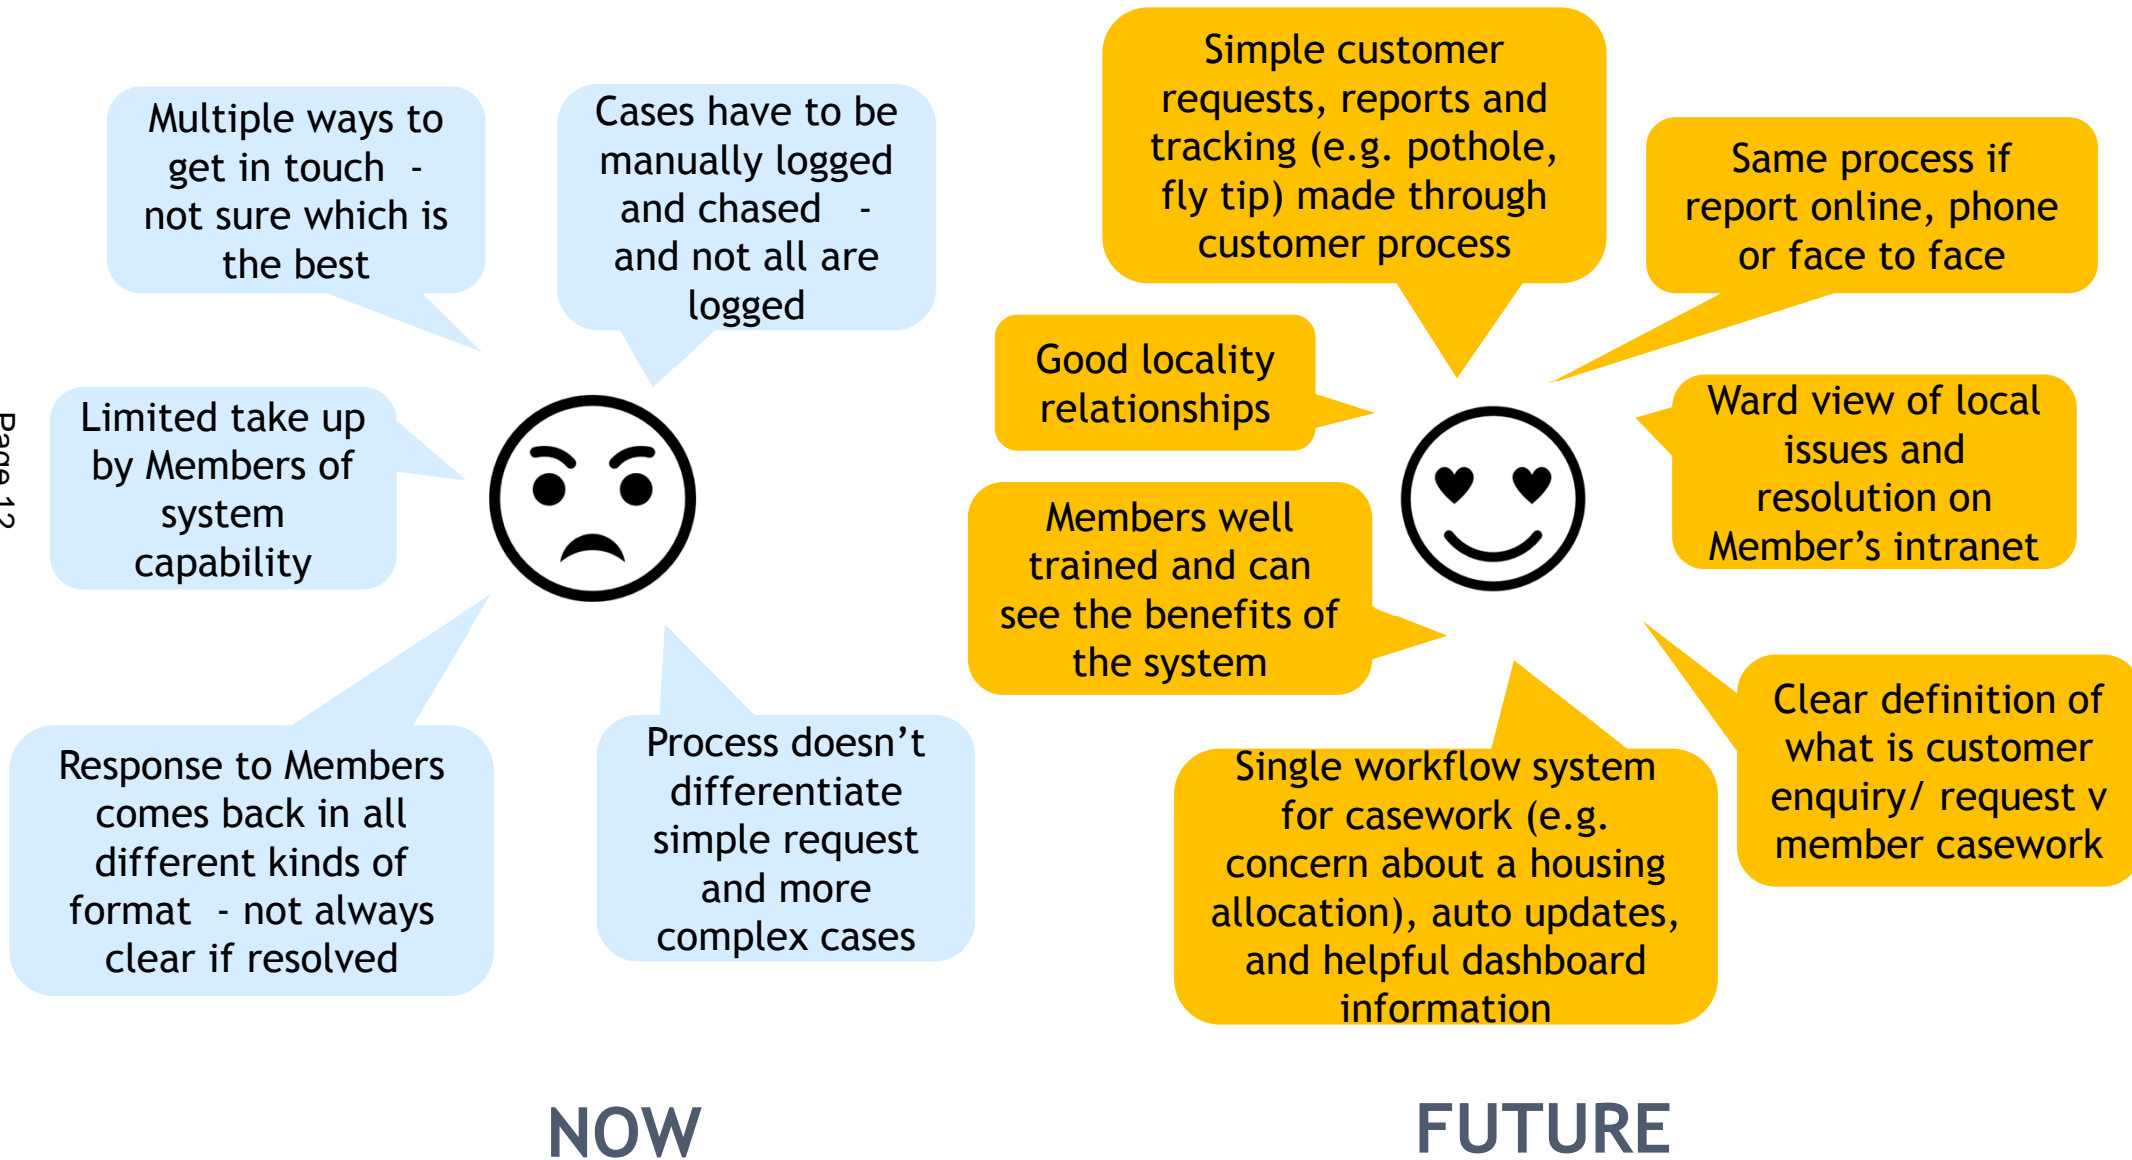 Multiple ways to
get in touch  -
not sure which is
the best
Cases have to be
manually logged
and chased   -
and not all are
logged
Limited take up
by Members of
system
capability
Response to Members
comes back in all
different kinds of
format  - not always
clear if resolved
Process doesn’t
differentiate
simple request
and more
complex cases
NOW
Simple customer
requests, reports and
tracking (e.g. pothole,
fly tip) made through
customer process
Same process if
report online, phone
or face to face
Good locality
relationships
Ward view of local
issues and
resolution on
Member’s intranet
Members well
trained and can
see the benefits of
the system
Clear definition of
what is customer
enquiry/ request v
member casework
Single workflow system
for casework (e.g.
concern about a housing
allocation), auto updates,
and helpful dashboard
information
FUTURE
Page 12